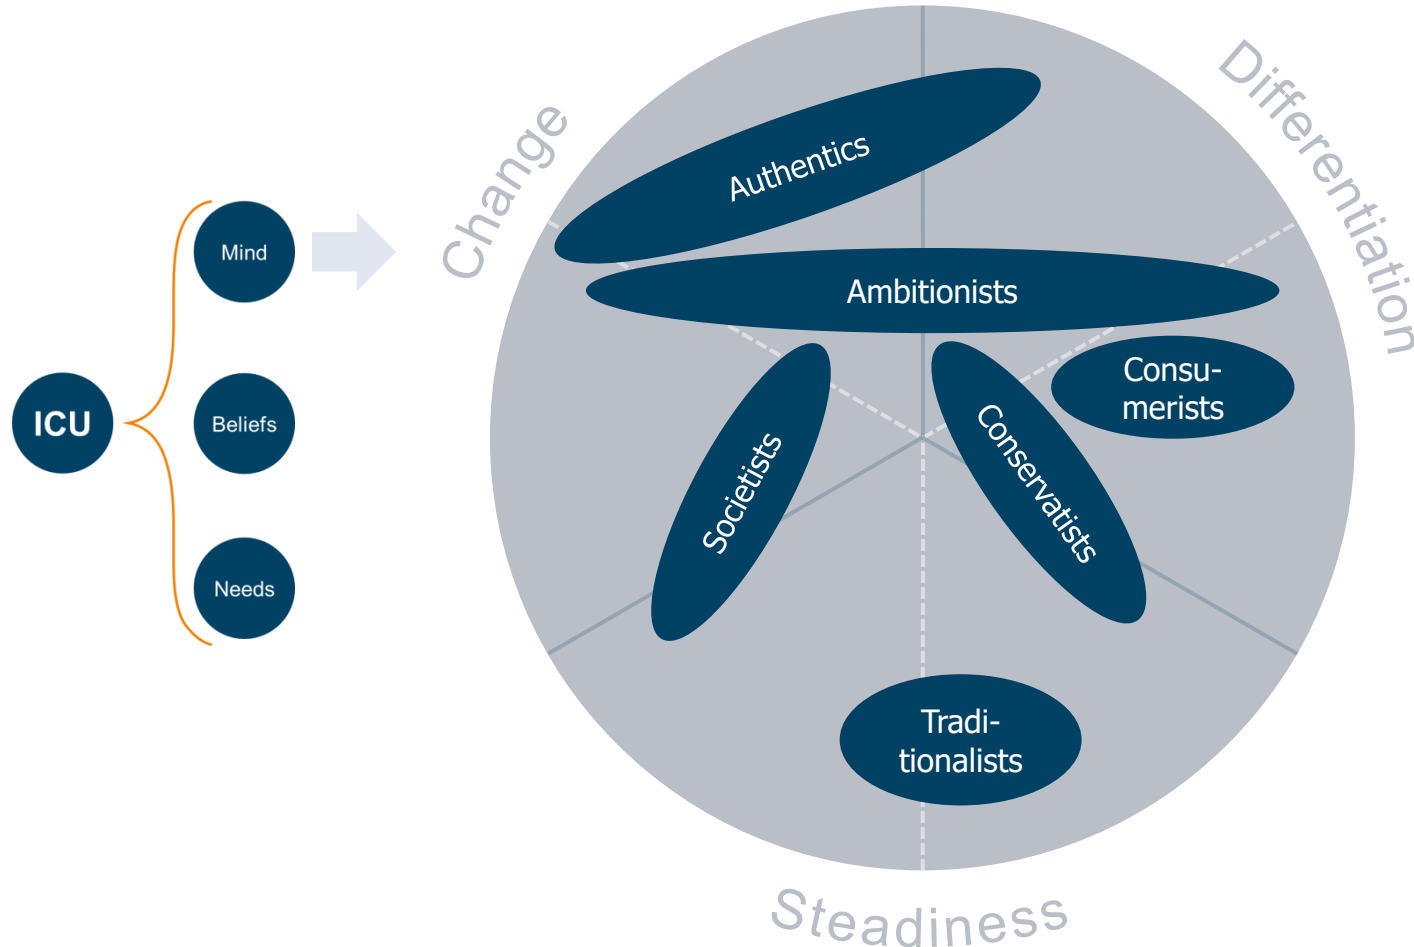 ICU
Mind
Beliefs
Needs
Change
Differentiation
Steadiness
Authentics
Ambitionists
Consu-
merists
Societists
Conservatists
Tradi-
tionalists